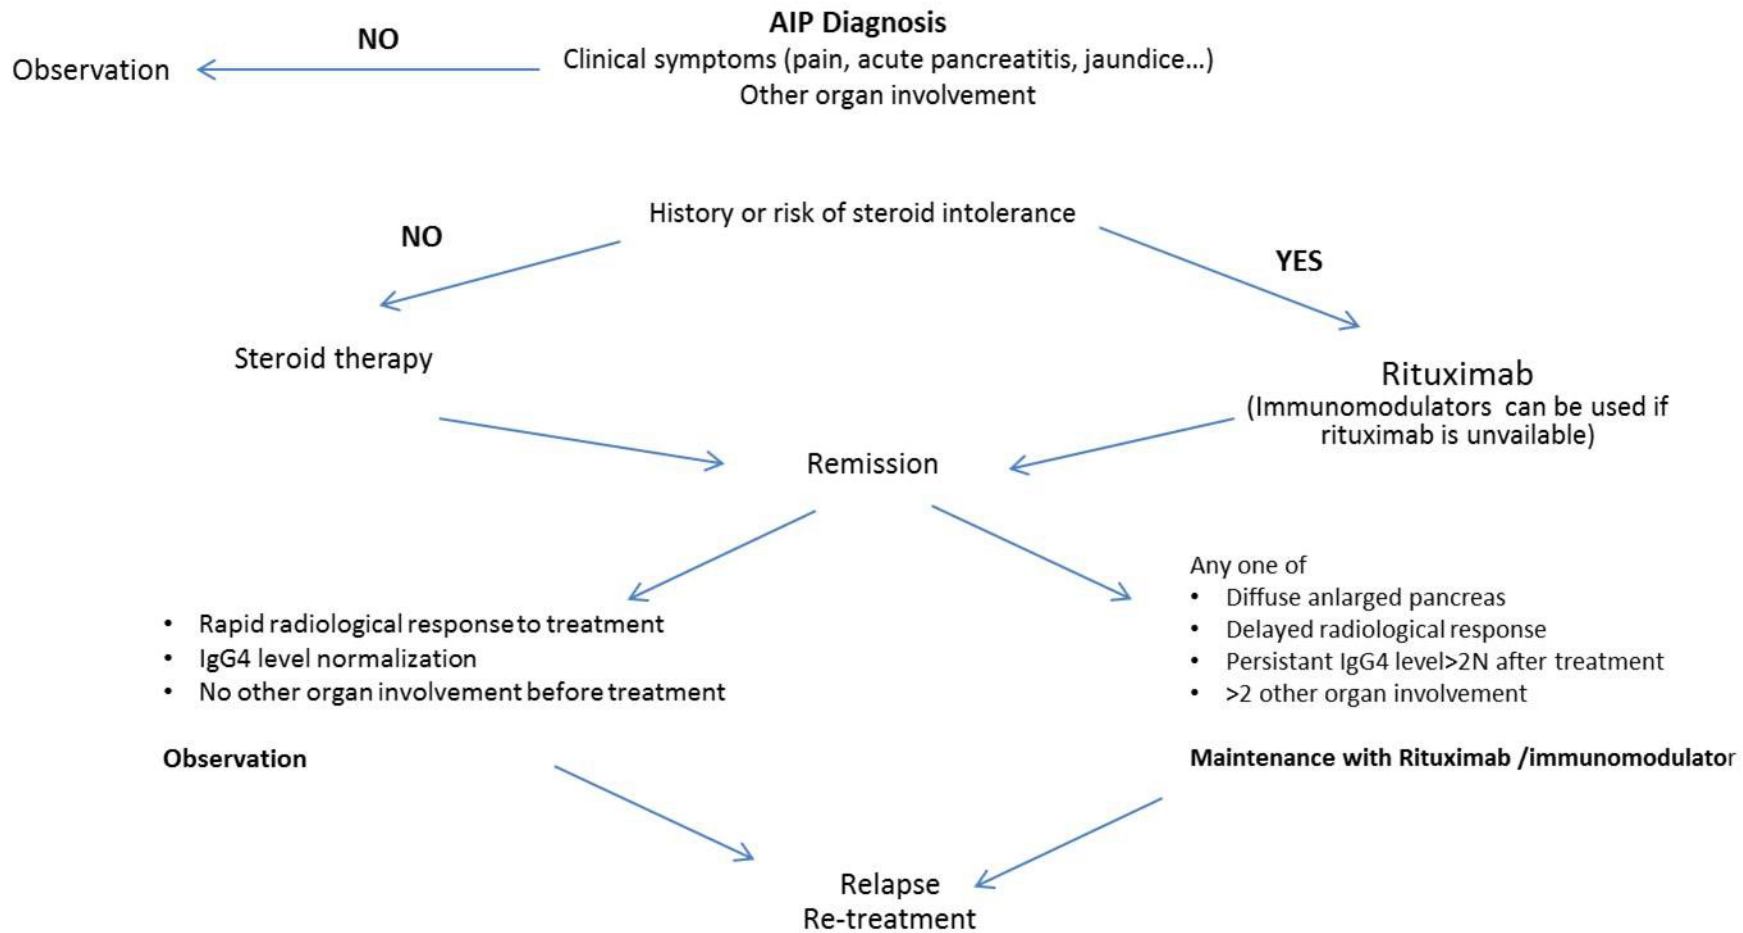 AIP Diagnosis
NO
Clinical symptoms (pain, acute pancreatitis, jaundice...)
Observation
Other organ involvement
History or risk of steroid intolerance
NO
YES
Steroid therapy
Rituximab
(Immunomodulators can be used if
rituximab is unvailable)
Remission
• Rapid radiological response to treatment
• IgG4 level normalization
• No other organ involvement before treatment
Observation
Any one of
• Diffuse anlarged pancreas
• Delayed radiological response
• Persistant IgG4 level>2N after treatment
• >2 other organ involvement
Maintenance with Rituximab /immunomodulator
Relapse
Re-treatment